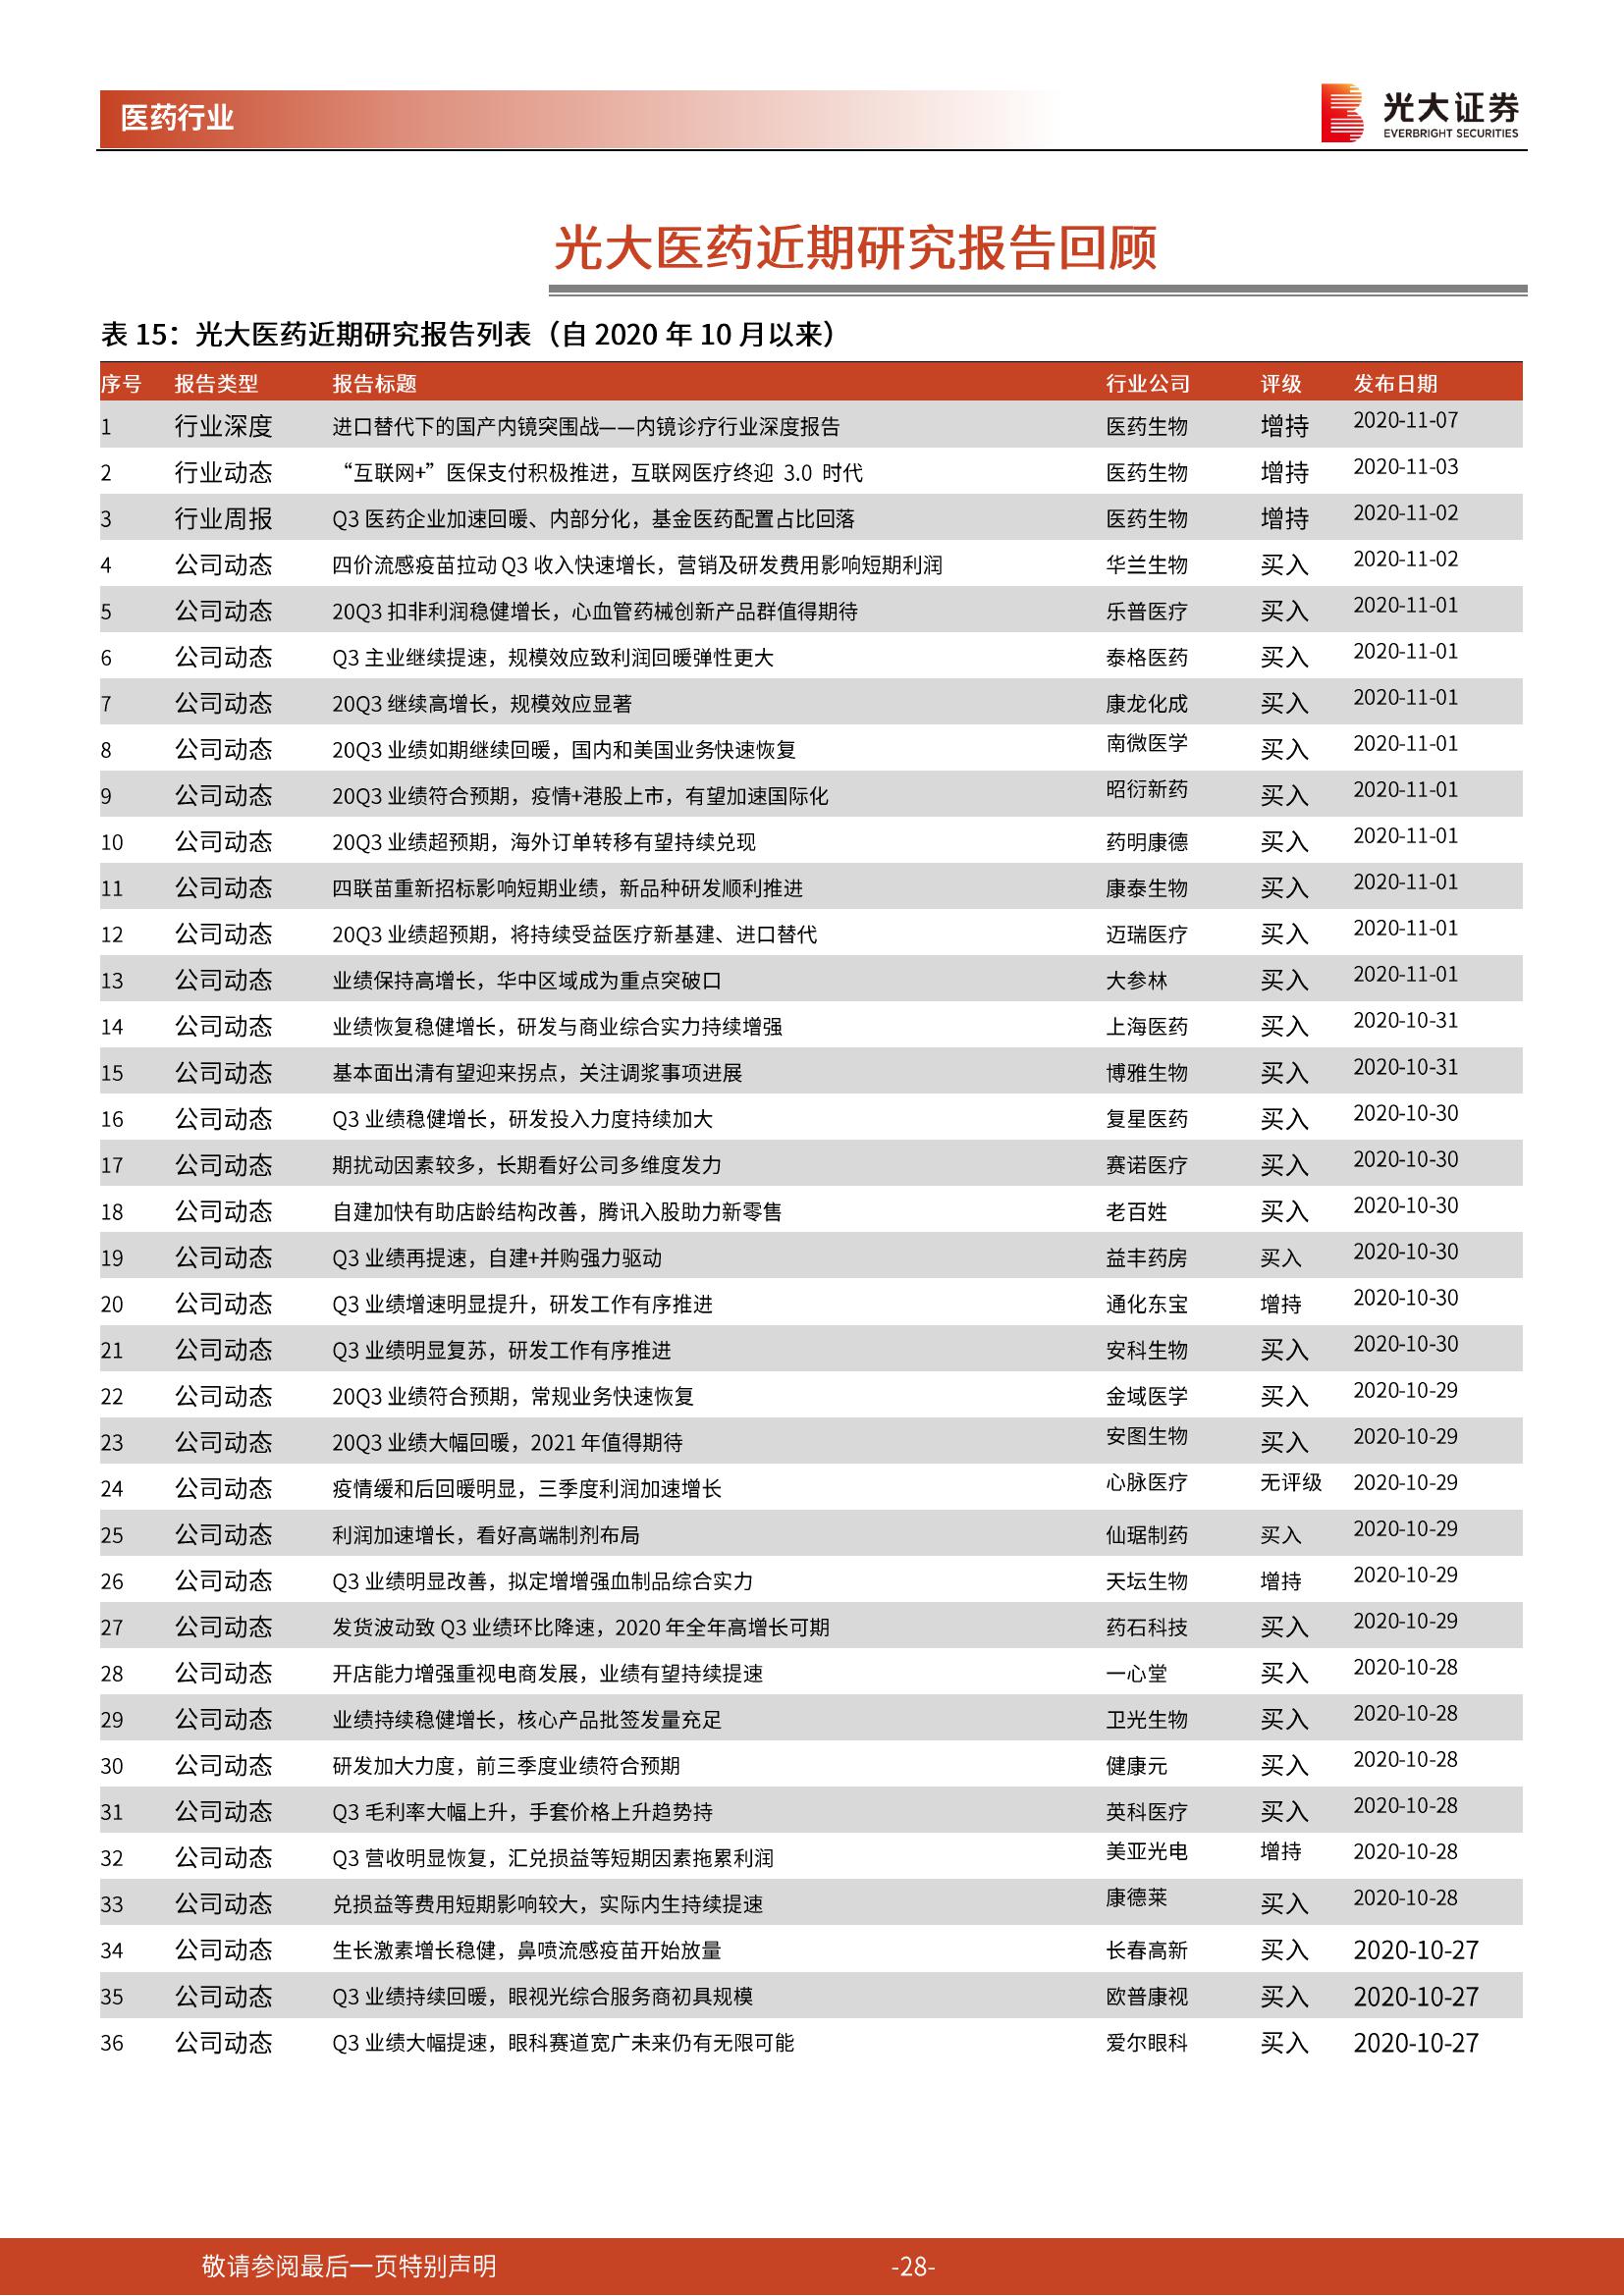 医药行业
光大证券
EVERBRIGHT SECURITIES
光大医药近期研究报告回顾
表 15：光大医药近期研究报告列表（自 2020 年 10 月以来）
序号 报告类型 报告标题 行业公司 评级 发布日期
1 行业深度 进口替代下的国产内镜突围战——内镜诊疗行业深度报告 医药生物 增持 2020-11-07
2 行业动态 “互联网+”医保支付积极推进，互联网医疗终迎 3.0 时代 医药生物 增持 2020-11-03
3 行业周报 Q3 医药企业加速回暖、内部分化，基金医药配置占比回落 医药生物 增持 2020-11-02
4 公司动态 四价流感疫苗拉动 Q3 收入快速增长，营销及研发费用影响短期利润 华兰生物 买入 2020-11-02
5 公司动态 20Q3 扣非利润稳健增长，心血管药械创新产品群值得期待 乐普医疗 买入 2020-11-01
6 公司动态 Q3 主业继续提速，规模效应致利润回暖弹性更大 泰格医药 买入 2020-11-01
7 公司动态 20Q3 继续高增长，规模效应显著 康龙化成 买入 2020-11-01
8 公司动态 20Q3 业绩如期继续回暖，国内和美国业务快速恢复 南微医学 买入 2020-11-01
9 公司动态 20Q3 业绩符合预期，疫情+港股上市，有望加速国际化 昭衍新药 买入 2020-11-01
10 公司动态 20Q3 业绩超预期，海外订单转移有望持续兑现 药明康德 买入 2020-11-01
11 公司动态 四联苗重新招标影响短期业绩，新品种研发顺利推进 康泰生物 买入 2020-11-01
12 公司动态 20Q3 业绩超预期，将持续受益医疗新基建、进口替代 迈瑞医疗 买入 2020-11-01
13 公司动态 业绩保持高增长，华中区域成为重点突破口 大参林 买入 2020-11-01
14 公司动态 业绩恢复稳健增长，研发与商业综合实力持续增强 上海医药 买入 2020-10-31
15 公司动态 基本面出清有望迎来拐点，关注调浆事项进展 博雅生物 买入 2020-10-31
16 公司动态 Q3 业绩稳健增长，研发投入力度持续加大 复星医药 买入 2020-10-30
17 公司动态 期扰动因素较多，长期看好公司多维度发力 赛诺医疗 买入 2020-10-30
18 公司动态 自建加快有助店龄结构改善，腾讯入股助力新零售 老百姓 买入 2020-10-30
19 公司动态 Q3 业绩再提速，自建+并购强力驱动 益丰药房 买入 2020-10-30
20 公司动态 Q3 业绩增速明显提升，研发工作有序推进 通化东宝 增持 2020-10-30
21 公司动态 Q3 业绩明显复苏，研发工作有序推进 安科生物 买入 2020-10-30
22 公司动态 20Q3 业绩符合预期，常规业务快速恢复 金域医学 买入 2020-10-29
23 公司动态 20Q3 业绩大幅回暖，2021 年值得期待 安图生物 买入 2020-10-29
24 公司动态 疫情缓和后回暖明显，三季度利润加速增长 心脉医疗 无评级 2020-10-29
25 公司动态 利润加速增长，看好高端制剂布局 仙琚制药 买入 2020-10-29
26 公司动态 Q3 业绩明显改善，拟定增增强血制品综合实力 天坛生物 增持 2020-10-29
27 公司动态 发货波动致 Q3 业绩环比降速，2020 年全年高增长可期 药石科技 买入 2020-10-29
28 公司动态 开店能力增强重视电商发展，业绩有望持续提速 一心堂 买入 2020-10-28
29 公司动态 业绩持续稳健增长，核心产品批签发量充足 卫光生物 买入 2020-10-28
30 公司动态 研发加大力度，前三季度业绩符合预期 健康元 买入 2020-10-28
31 公司动态 Q3 毛利率大幅上升，手套价格上升趋势持 英科医疗 买入 2020-10-28
32 公司动态 Q3 营收明显恢复，汇兑损益等短期因素拖累利润 美亚光电 增持 2020-10-28
33 公司动态 兑损益等费用短期影响较大，实际内生持续提速 康德莱 买入 2020-10-28
34 公司动态 生长激素增长稳健，鼻喷流感疫苗开始放量 长春高新 买入 2020-10-27
35 公司动态 Q3 业绩持续回暖，眼视光综合服务商初具规模 欧普康视 买入 2020-10-27
36 公司动态 Q3 业绩大幅提速，眼科赛道宽广未来仍有无限可能 爱尔眼科 买入 2020-10-27
敬请参阅最后一页特别声明 -28-